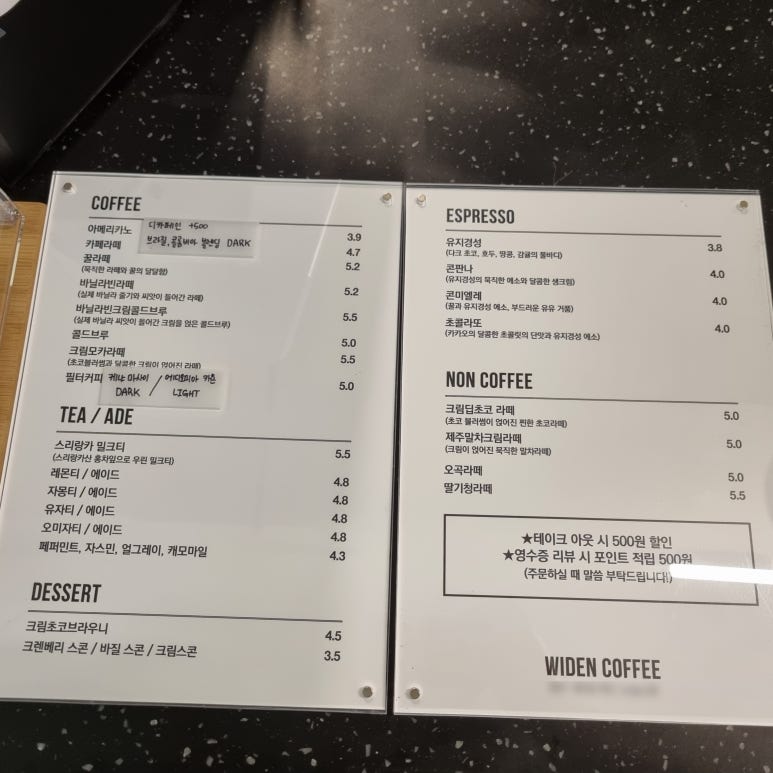 COFFEE
아메리카노 3.9
디카페인 +500
브라질, 콜롬비아 블렌딩 DARK
카페라떼 4.7
꿀라떼 5.2
(묵직한 라떼와 꿀의 달달함)
바닐라빈라떼 5.2
(실제 바닐라 줄기와 씨앗이 들어간 라떼)
바닐라빈크림콜드브루 5.5
(실제 바닐라 씨앗이 들어간 크림을 얹은 콜드브루)
콜드브루 5.0
크림모카라떼 5.5
(초코블러썸과 달콤한 크림이 얹어진 라떼)
필터커피 5.0
케냐 마사이 DARK / 에티오피아 LIGHT
TEA / ADE
스리랑카 밀크티 5.5
(스리랑카산 홍차잎으로 우린 밀크티)
레몬티 / 에이드 4.8
자몽티 / 에이드 4.8
유자티 / 에이드 4.8
오미자티 / 에이드 4.8
페퍼민트, 자스민, 얼그레이, 캐모마일 4.3
DESSERT
크림초코브라우니 4.5
크렌베리 스콘 / 바질 스콘 / 크림스콘 3.5
ESPRESSO
유지경성 3.8
(다크 초코, 호두, 땅콩, 감귤의 풀바디)
콘판나 4.0
(유지경성의 묵직한 에소와 달콤한 생크림)
콘미엘레 4.0
(꿀과 유지경성 에소, 부드러운 우유 거품)
초콜라또 4.0
(카카오의 달콤한 초콜릿의 단맛과 유지경성 에소)
NON COFFEE
크림딥초코 라떼 5.0
(초코 블러썸이 얹어진 찐한 초코라떼)
제주말차크림라떼 5.0
(크림이 얹어진 묵직한 말차라떼)
오곡라떼 5.0
딸기청라떼 5.5
★테이크 아웃 시 500원 할인
★영수증 리뷰 시 포인트 적립 500원
(주문하실 때 말씀 부탁드립니다!)
WIDEN COFFEE